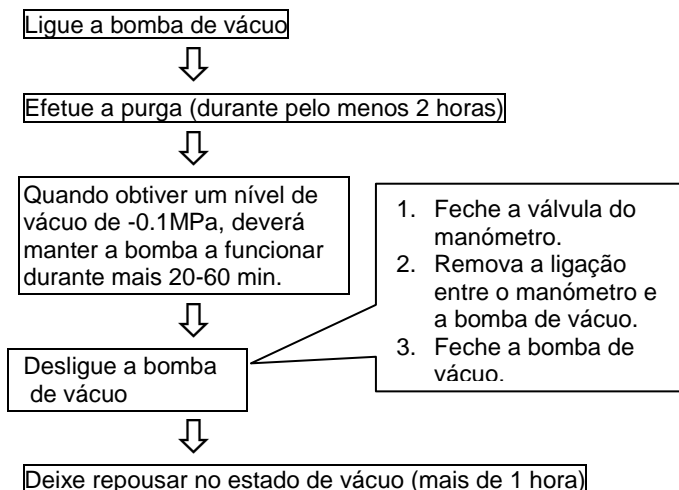 Ligue a bomba de vácuo
Efetue a purga (durante pelo menos 2 horas)
Quando obtiver um nível de
vácuo de -0.1MPa, deverá
manter a bomba a funcionar
durante mais 20-60 min.
1. Feche a válvula do
manómetro.
2. Remova a ligação
entre o manómetro e
a bomba de vácuo.
3. Feche a bomba de
vácuo.
Desligue a bomba
de vácuo
Deixe repousar no estado de vácuo (mais de 1 hora)